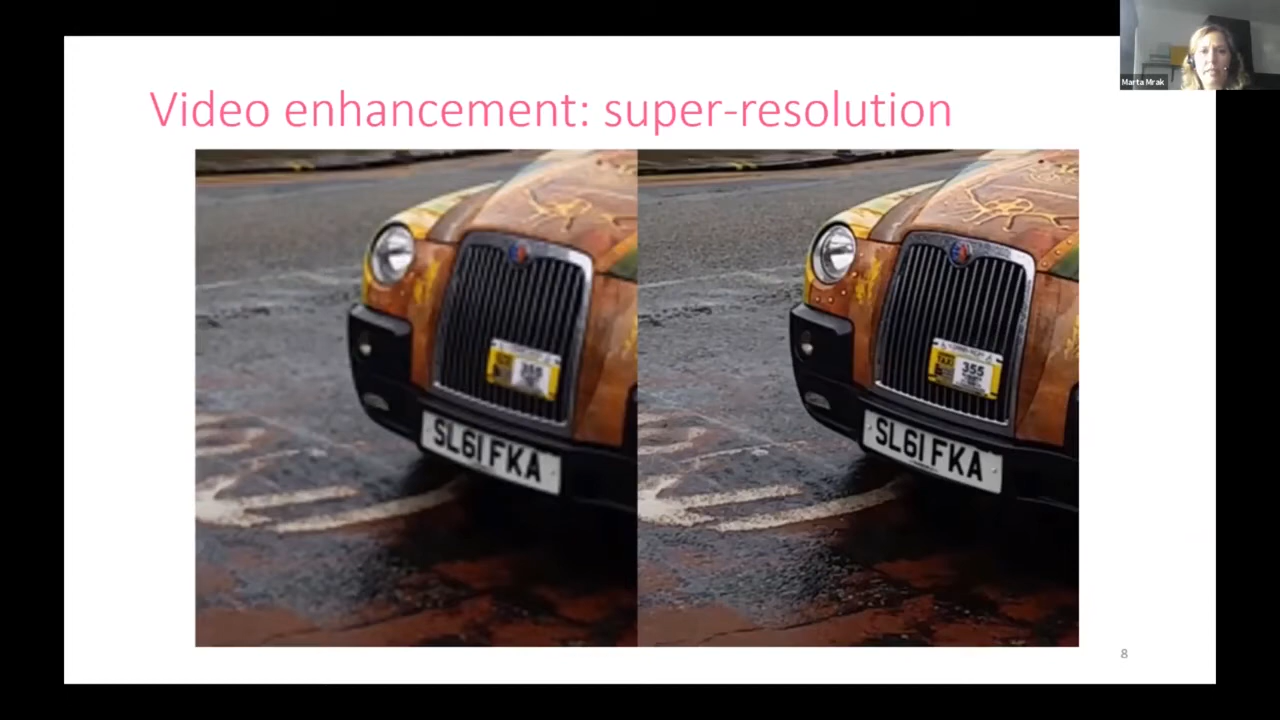 Marta Mrak
Video enhancement: super-resolution
355
SL61 FKA
TAXI
355
SL61 FKA
8